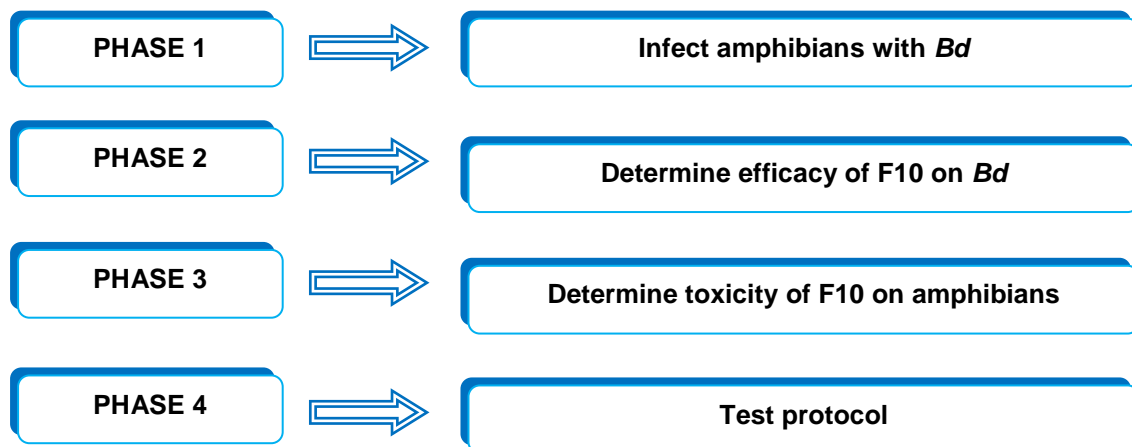 PHASE 1
Infect amphibians with Bd
PHASE 2
Determine efficacy of F10 on Bd
PHASE 3
Determine toxicity of F10 on amphibians
PHASE 4
Test protocol